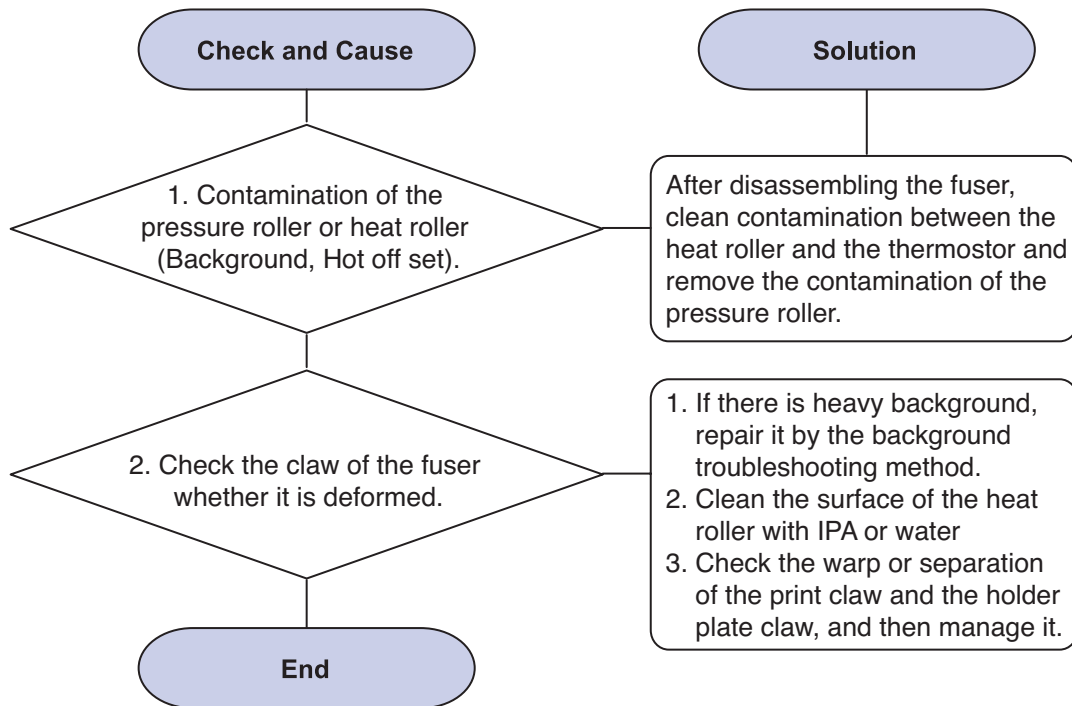 Check and Cause
Solution
1. Contamination of the
pressure roller or heat roller
(Background, Hot off set).
After disassembling the fuser,
clean contamination between the
heat roller and the thermostor and
remove the contamination of the
pressure roller.
2. Check the claw of the fuser
whether it is deformed.
1. If there is heavy background,
repair it by the background
troubleshooting method.
2. Clean the surface of the heat
roller with IPA or water
3. Check the warp or separation
of the print claw and the holder
plate claw, and then manage it.
End